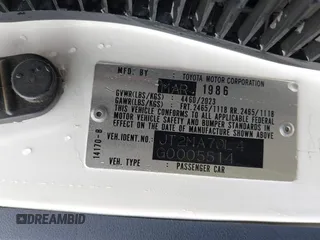 MFD. BY : TOYOTA MOTOR CORPORATION
MAR. 1986
GVWR(LBS/KGS) : 4460/2023
GAWR(LBS/KGS) : FRT. 2465/1118 RR. 2465/1118
THIS VEHICLE CONFORMS TO ALL APPLICABLE FEDERAL
MOTOR VEHICLE SAFETY AND BUMPER STANDARDS IN EFFECT
ON THE DATE OF MANUFACTURE SHOWN ABOVE.
VEH.IDENT.NO. : JT2MA70L4
G0005514
VEH. TYPE : PASSENGER CAR
14170-B
DREAMBID